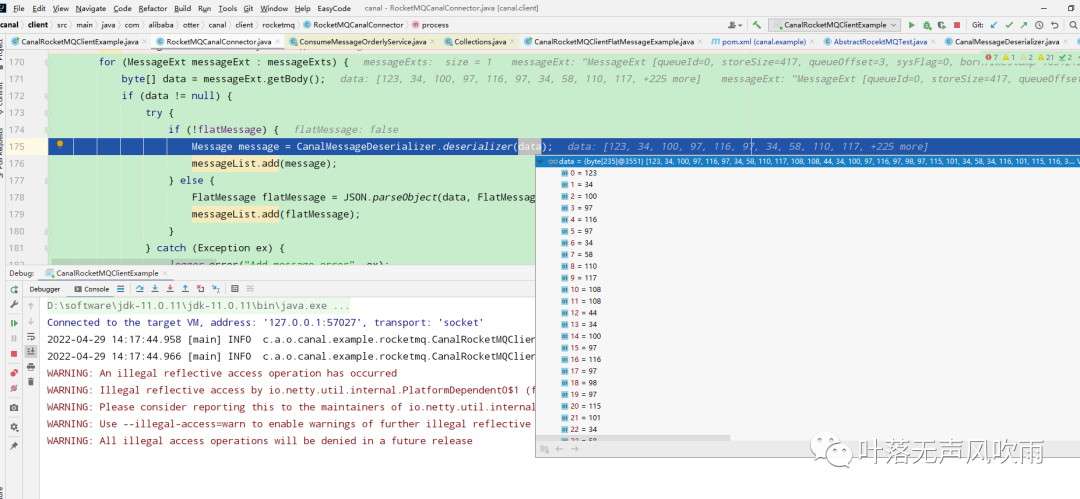 File Edit View Navigate Code Refactor Build Run Tools Git Window Help EasyCode canal - RocketMQCanalConnector.java [canal.client]
canal client src main java com alibaba otter canal client rocketmq RocketMQCanalConnector process CanalRocketMQClientExample Git:
CanalRocketMQClientExample.java RocketMQCanalConnector.java ConsumeMessageOrderlyService.java Collections.java CanalRocketMQClientFlatMessageExample.java pom.xml (canal.example) AbstractRocektMQTest.java CanalMessageDeserializer.java
170 for (MessageExt messageExt : messageExts) { messageExts: size = 1 messageExt: "MessageExt [queueId=0, storeSize=417, queueOffset=3, sysFlag=0,
7 1 2 21 2
171 byte[] data = messageExt.getBody(); data: [123, 34, 100, 97, 116, 97, 34, 58, 110, 117, +225 more] messageExt: "MessageExt [queueId=0, storeSize=417, queueOffse
172 if (data != null) {
173 try {
174 if (!flatMessage) { flatMessage: false
175 Message message = CanalMessageDeserializer.deserializer(data); data: [123, 34, 100, 97, 116, 97, 34, 58, 110, 117, +225 more]
176 messageList.add(message);
177 } else {
178 FlatMessage flatMessage = JSON.parseObject(data, FlatMessag
179 messageList.add(flatMessage);
180 }
181 } catch (Exception ex) {
logger.error("Add message error", ex);
data = {byte[235]@3551} [123, 34, 100, 97, 116, 97, 34, 58, 110, 117, 108, 108, 44, 34, 100, 97, 116, 97, 98, 97, 115, 101, 34, 58, 34, 116, 101, 115, 116, 3...
0 = 123
1 = 34
2 = 100
3 = 97
4 = 116
5 = 97
6 = 34
7 = 58
8 = 110
9 = 117
10 = 108
11 = 108
12 = 44
13 = 34
14 = 100
15 = 97
16 = 116
17 = 97
18 = 98
19 = 97
20 = 115
21 = 101
22 = 34
23 = 58
Debug: CanalRocketMQClientExample
Debugger Console
D:\software\jdk-11.0.11\jdk-11.0.11\bin\java.exe ...
Connected to the target VM, address: '127.0.0.1:57027', transport: 'socket'
2022-04-29 14:17:44.958 [main] INFO c.a.o.canal.example.rocketmq.CanalRocketMQClien
2022-04-29 14:17:44.966 [main] INFO c.a.o.canal.example.rocketmq.CanalRocketMQClien
WARNING: An illegal reflective access operation has occurred
WARNING: Illegal reflective access by io.netty.util.internal.PlatformDependent0$1 (f
WARNING: Please consider reporting this to the maintainers of io.netty.util.internal
WARNING: Use --illegal-access=warn to enable warnings of further illegal reflective
WARNING: All illegal access operations will be denied in a future release
叶落无声风吹雨